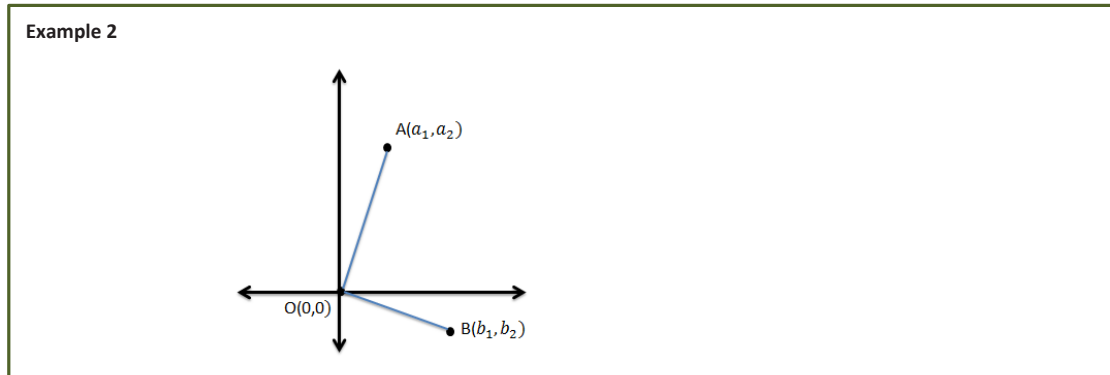 Example 2
A(a₁,a₂)
O(0,0)
B(b₁,b₂)